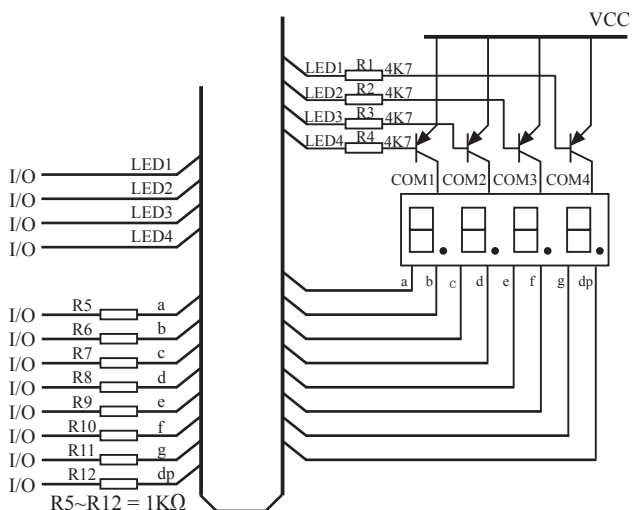 VCC
LED1 R1 4K7
LED2 R2 4K7
LED3 R3 4K7
LED4 R4 4K7
COM1 COM2 COM3 COM4
I/O LED1
I/O LED2
I/O LED3
I/O LED4
a b c d e f g dp
I/O R5 a
I/O R6 b
I/O R7 c
I/O R8 d
I/O R9 e
I/O R10 f
I/O R11 g
I/O R12 dp
R5~R12 = 1KΩ